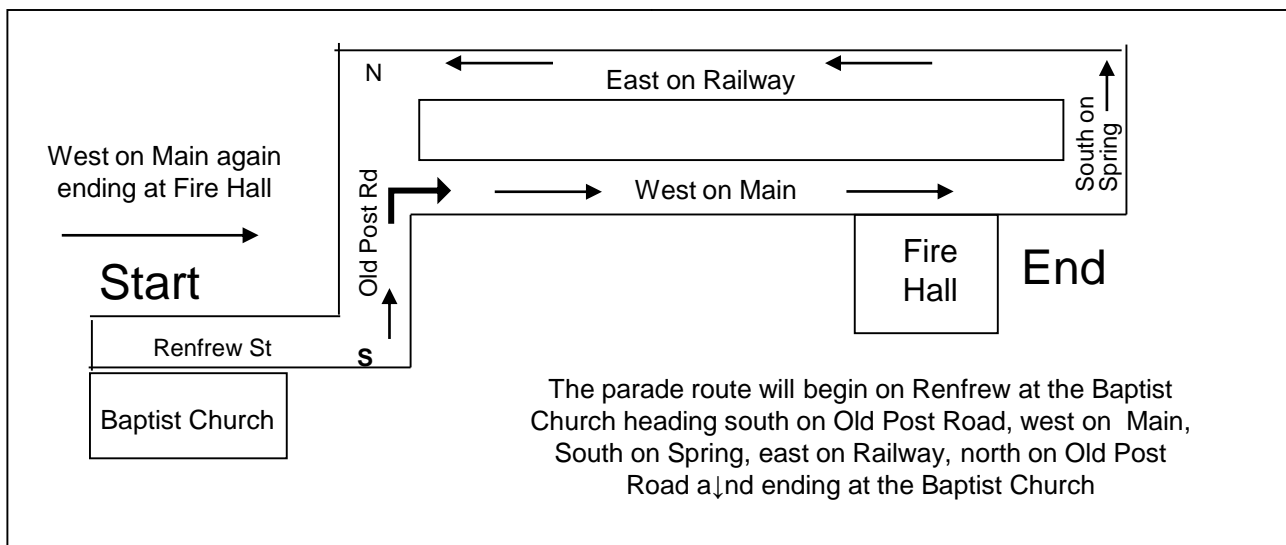 N
East on Railway
South on
Spring
West on Main again
ending at Fire Hall
Old Post Rd
West on Main
Start
Fire
Hall
End
Renfrew St
S
Baptist Church
The parade route will begin on Renfrew at the Baptist
Church heading south on Old Post Road, west on Main,
South on Spring, east on Railway, north on Old Post
Road a↓nd ending at the Baptist Church